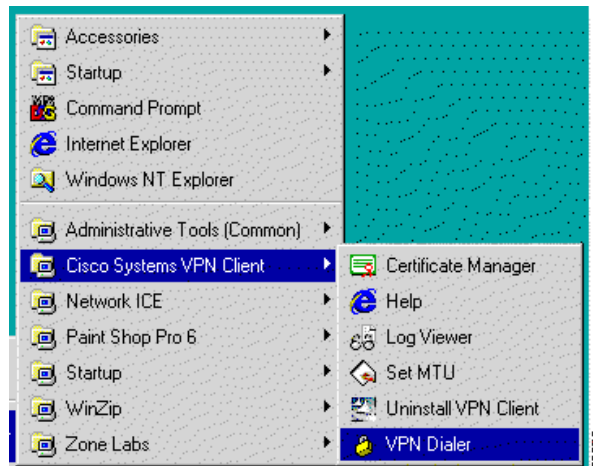 Accessories
Startup
Command Prompt
Internet Explorer
Windows NT Explorer
Administrative Tools (Common)
Cisco Systems VPN Client
Network ICE
Paint Shop Pro 6
Startup
WinZip
Zone Labs
Certificate Manager
Help
Log Viewer
Set MTU
Uninstall VPN Client
VPN Dialer